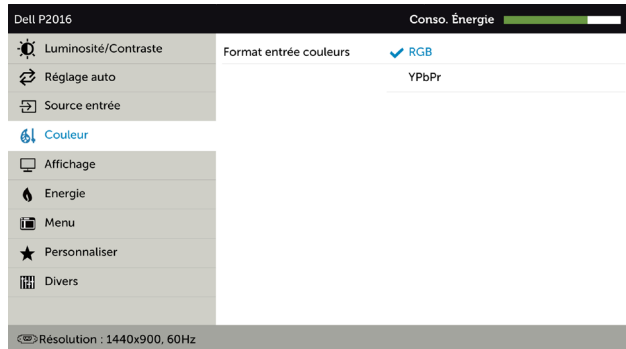 Dell P2016 Conso. Énergie
Luminosité/Contraste
Format entrée couleurs
RGB
Réglage auto
YPbPr
Source entrée
Couleur
Affichage
Energie
Menu
Personnaliser
Divers
Résolution : 1440x900, 60Hz